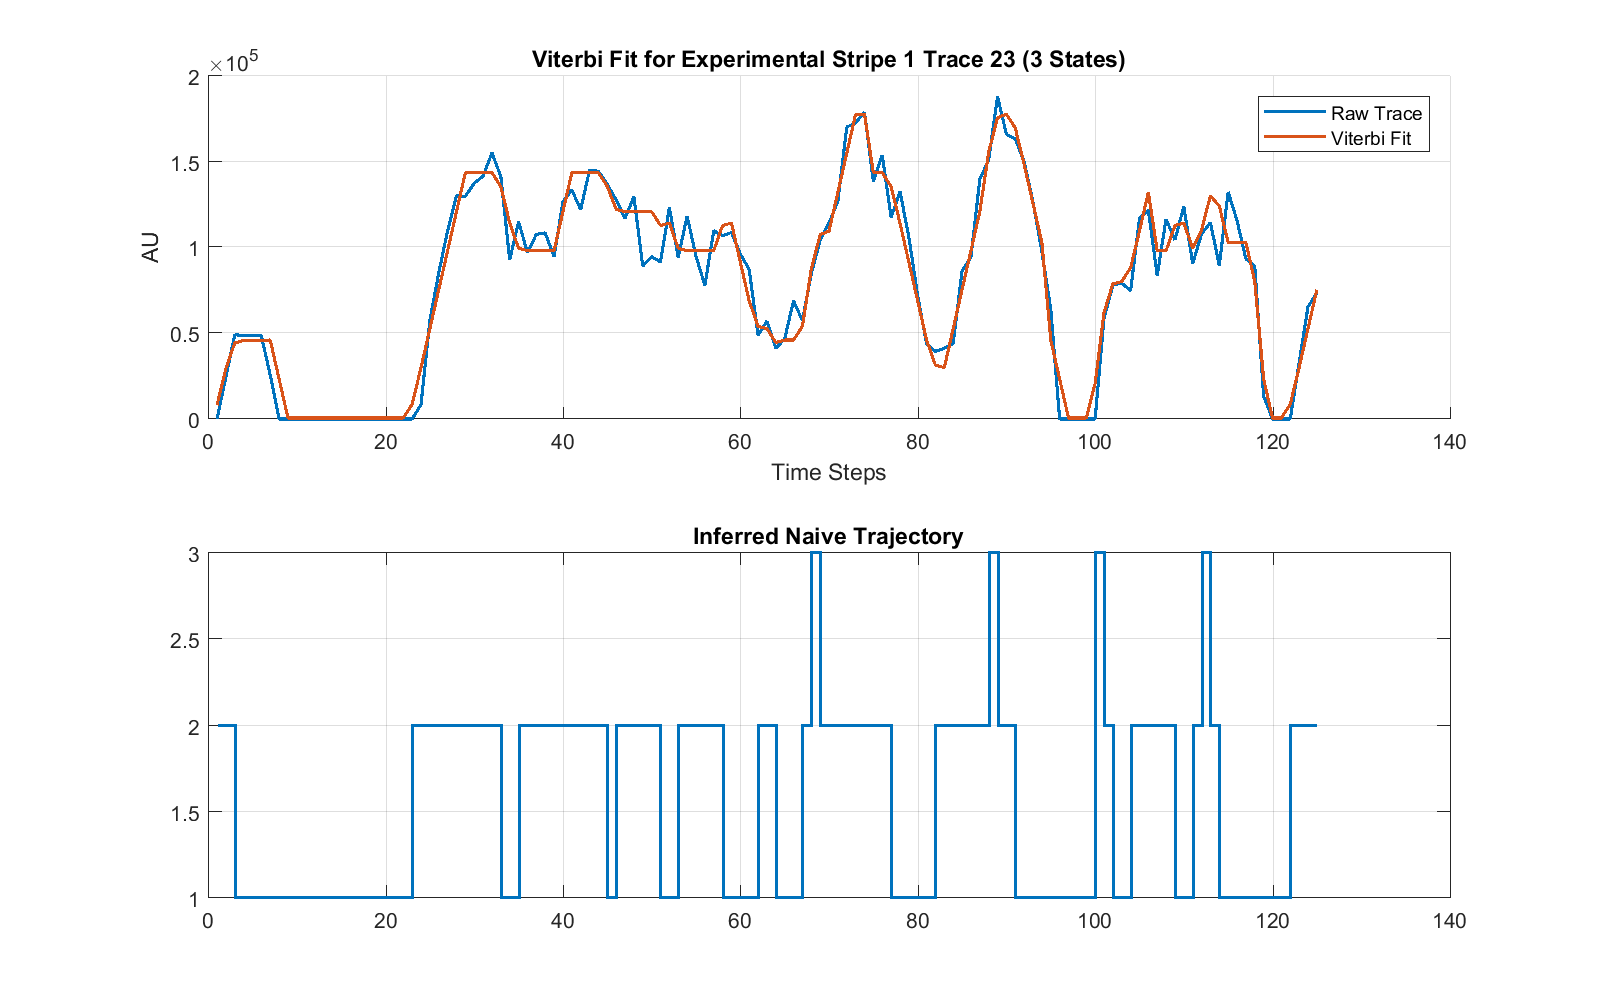 Viterbi Fit for Experimental Stripe 1 Trace 23 (3 States)
×10⁵
2
1.5
1
0.5
0
AU
Raw Trace
Viterbi Fit
0 20 40 60 80 100 120 140
Time Steps
Inferred Naive Trajectory
3
2.5
2
1.5
1
0 20 40 60 80 100 120 140